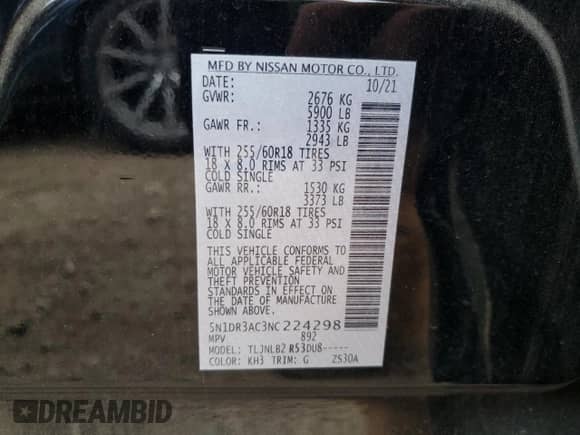 MFD BY NISSAN MOTOR CO., LTD.
DATE: 10/21
GVWR: 2676 KG
5900 LB
GAWR FR.: 1335 KG
2943 LB
WITH 255/60R18 TIRES
18 X 8.0 RIMS AT 33 PSI
COLD SINGLE
GAWR RR.: 1530 KG
3373 LB
WITH 255/60R18 TIRES
18 X 8.0 RIMS AT 33 PSI
COLD SINGLE
THIS VEHICLE CONFORMS TO
ALL APPLICABLE FEDERAL
MOTOR VEHICLE SAFETY AND
THEFT PREVENTION
STANDARDS IN EFFECT ON
THE DATE OF MANUFACTURE
SHOWN ABOVE.
5N1DR3AC3NC224298
MPV 892
MODEL: TLJNLB2 R53DU8-----
COLOR: KH3 TRIM: G ZS30A
DREAMBID